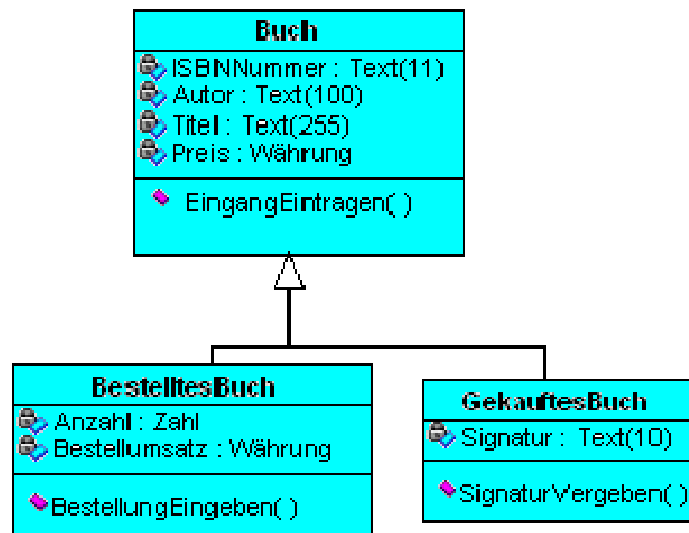 Buch
ISBNNummer : Text(11)
Autor : Text(100)
Titel : Text(255)
Preis : Währung
EingangEintragen( )
BestelltesBuch
Anzahl : Zahl
Bestellumsatz : Währung
BestellungEingeben( )
GekauftesBuch
Signatur : Text(10)
SignaturVergeben( )